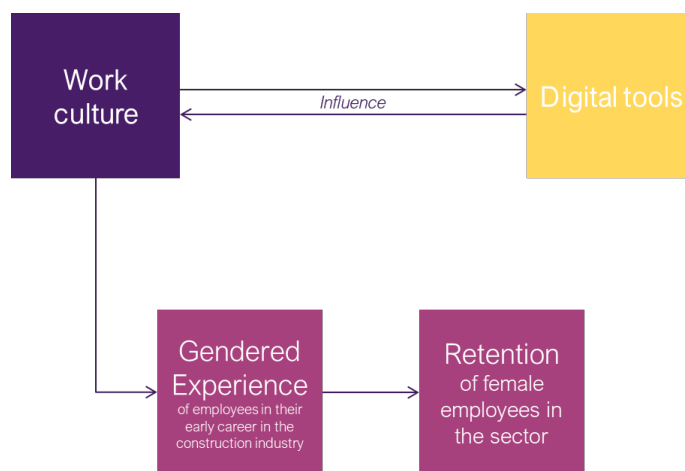 Work
culture
Influence
Digital tools
Gendered
Experience
of employees in their
early career in the
construction industry
Retention
of female
employees in
the sector